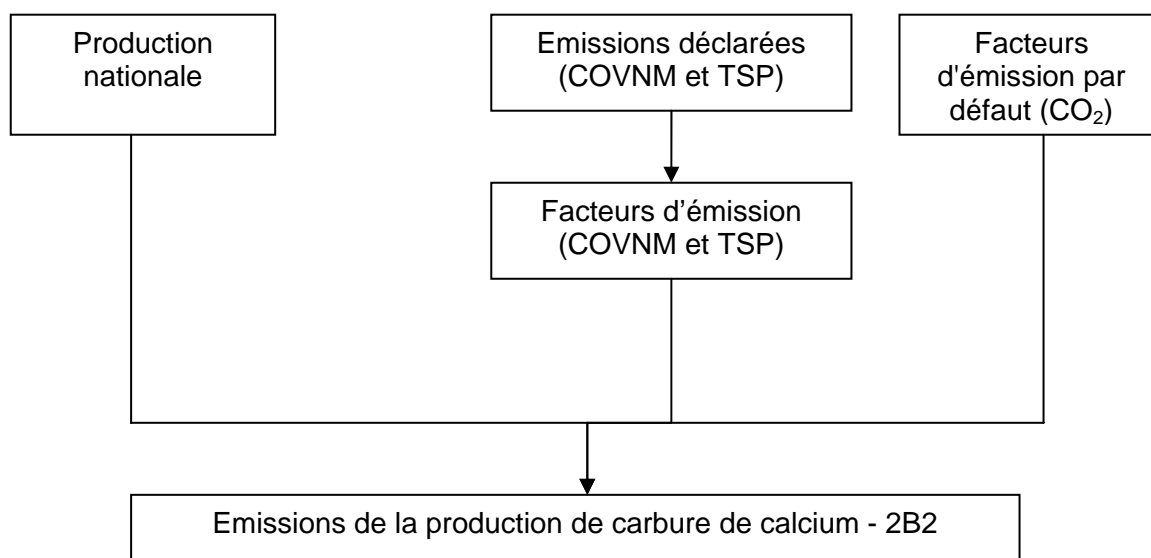 Production
nationale
Emissions déclarées
(COVNM et TSP)
Facteurs
d'émission par
défaut (CO₂)
Facteurs d’émission
(COVNM et TSP)
Emissions de la production de carbure de calcium - 2B2